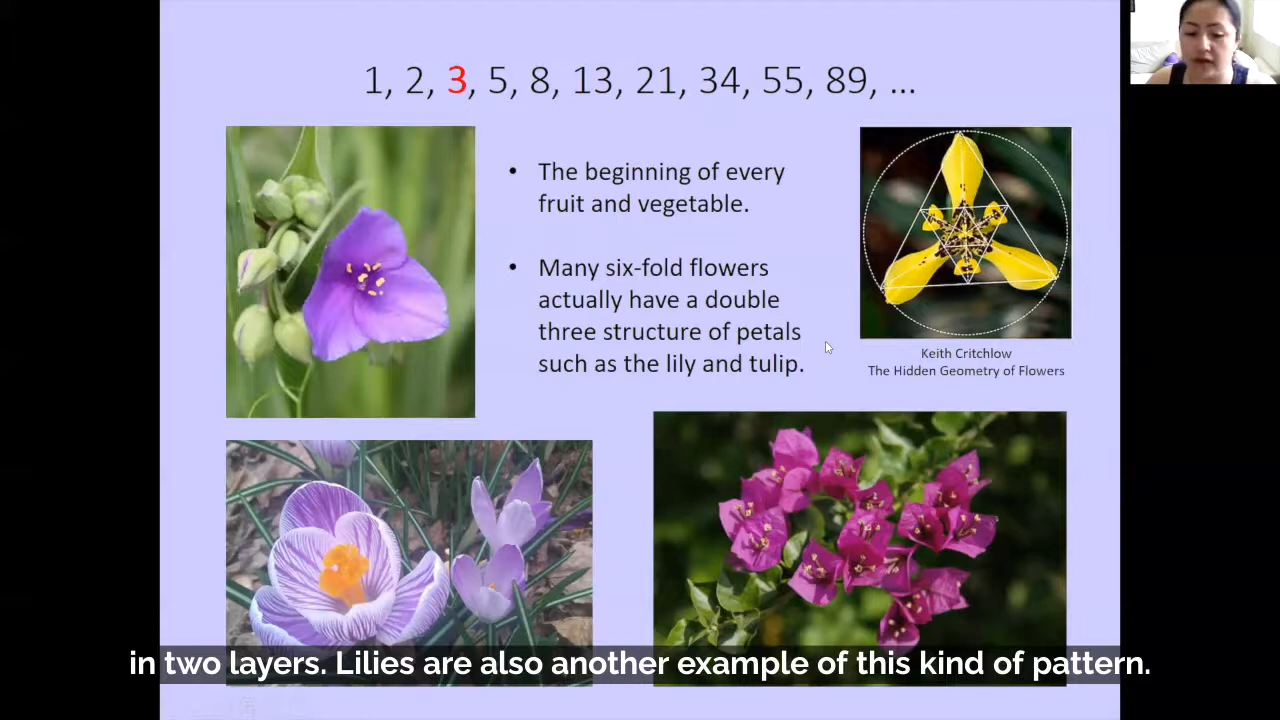 1, 2, 3, 5, 8, 13, 21, 34, 55, 89, ...
• The beginning of every
fruit and vegetable.
• Many six-fold flowers
actually have a double
three structure of petals
such as the lily and tulip.
Keith Critchlow
The Hidden Geometry of Flowers
in two layers. Lilies are also another example of this kind of pattern.